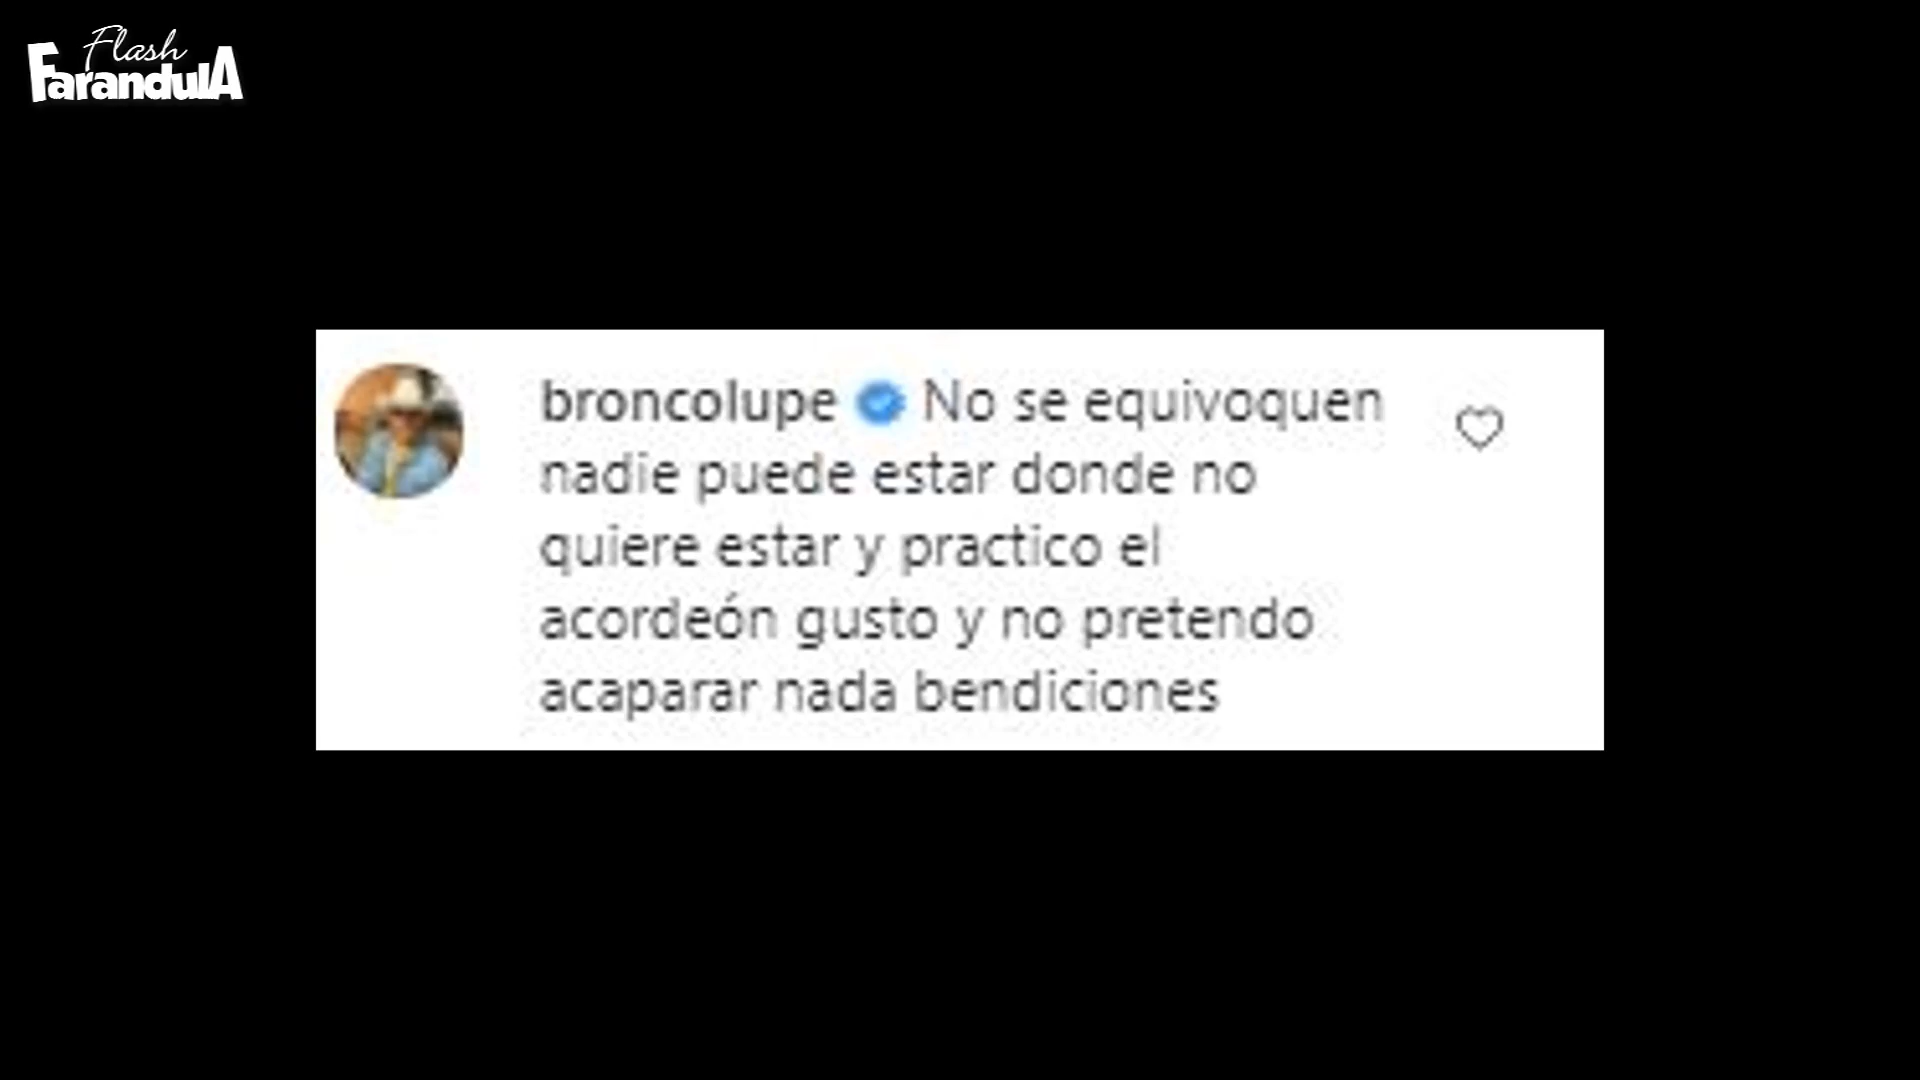 Flash
FarandulA
broncolupe No se equivoquen
nadie puede estar donde no
quiere estar y practico el
acordeón gusto y no pretendo
acaparar nada bendiciones